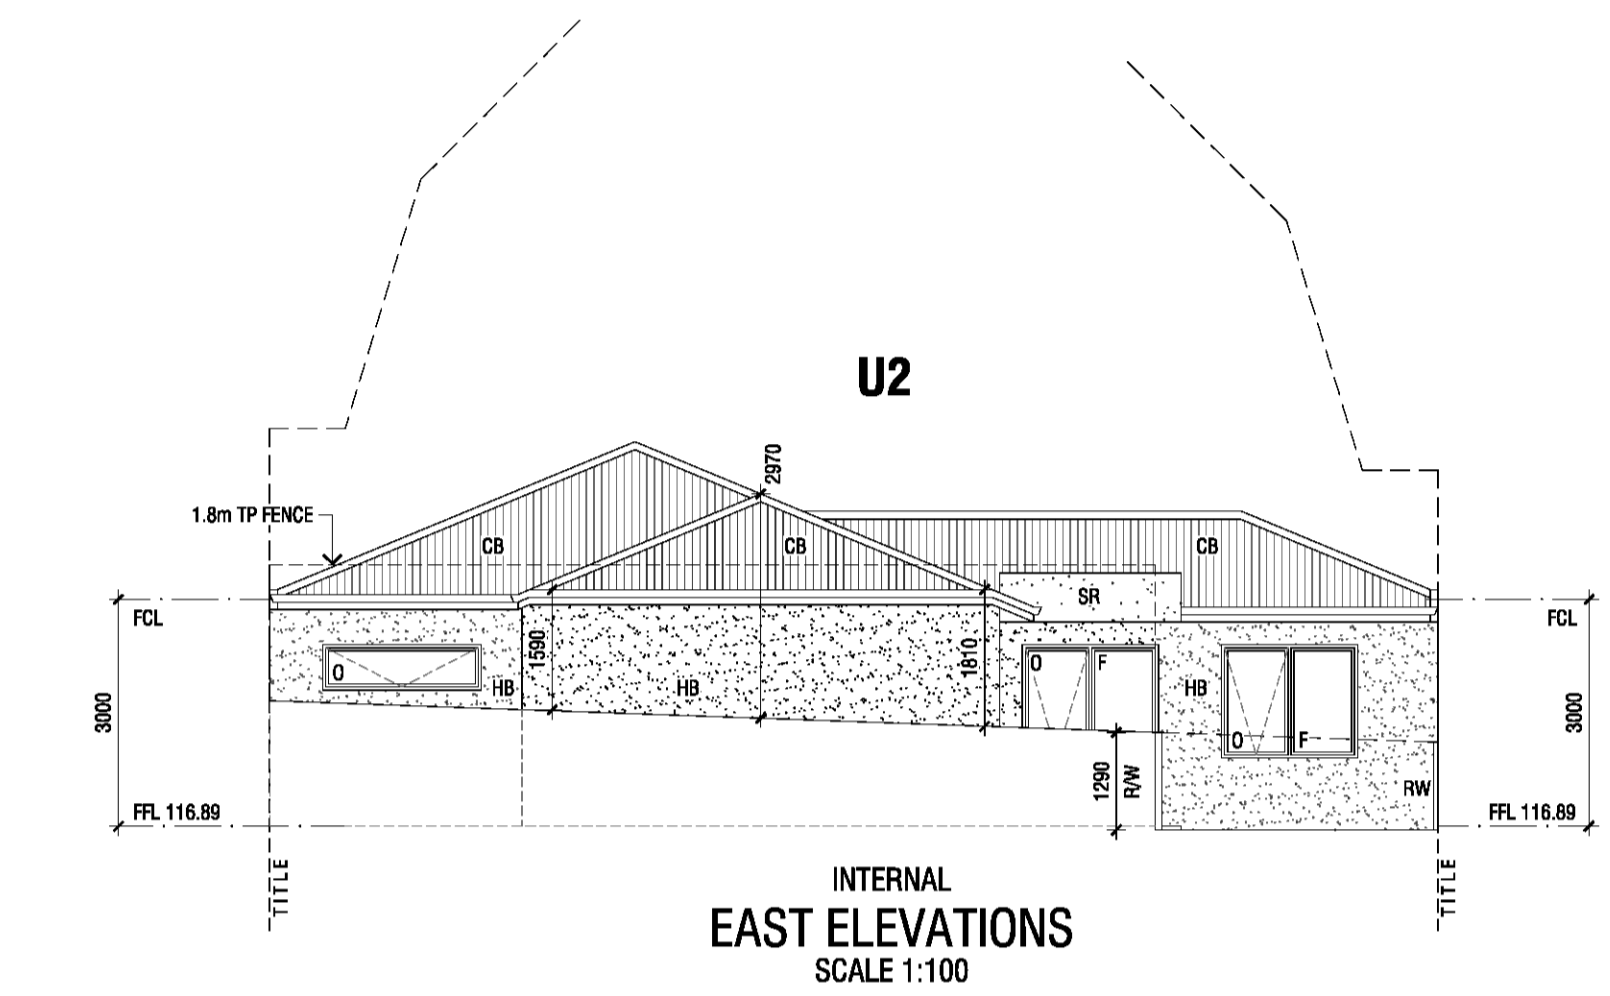 U2
2970
1.8m TP FENCE
CB
CB
CB
SR
FCL
FCL
1590
1810
O
O
F
HB
HB
HB
3000
3000
O
F
1290
R/W
RW
FFL 116.89
FFL 116.89
TITLE
TITLE
INTERNAL
EAST ELEVATIONS
SCALE 1:100